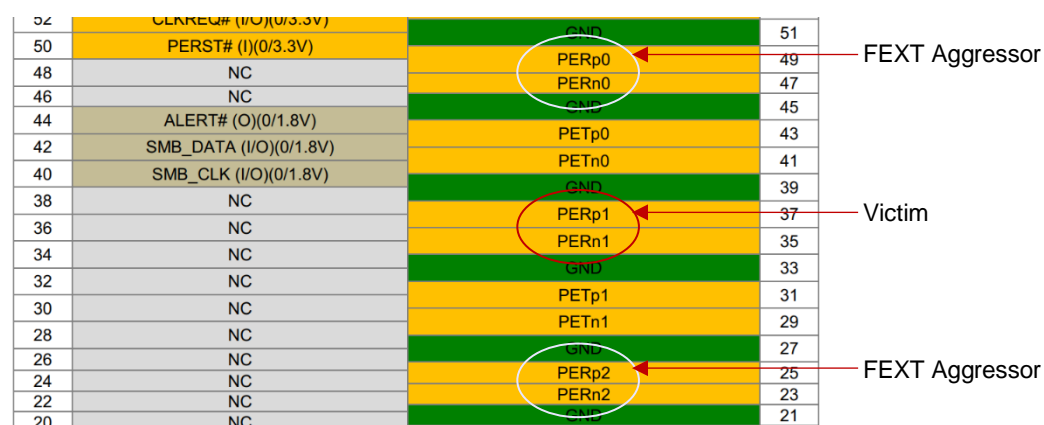 52 CLKREQ# (I/O)(0/3.3V) GND 51
50 PERST# (I)(0/3.3V) PERp0 49 FEXT Aggressor
48 NC PERn0 47
46 NC GND 45
44 ALERT# (O)(0/1.8V) PETp0 43
42 SMB_DATA (I/O)(0/1.8V) PETn0 41
40 SMB_CLK (I/O)(0/1.8V) GND 39
38 NC PERp1 37 Victim
36 NC PERn1 35
34 NC GND 33
32 NC PETp1 31
30 NC PETn1 29
28 NC GND 27
26 NC PERp2 25 FEXT Aggressor
24 NC PERn2 23
22 NC GND 21
20 NC